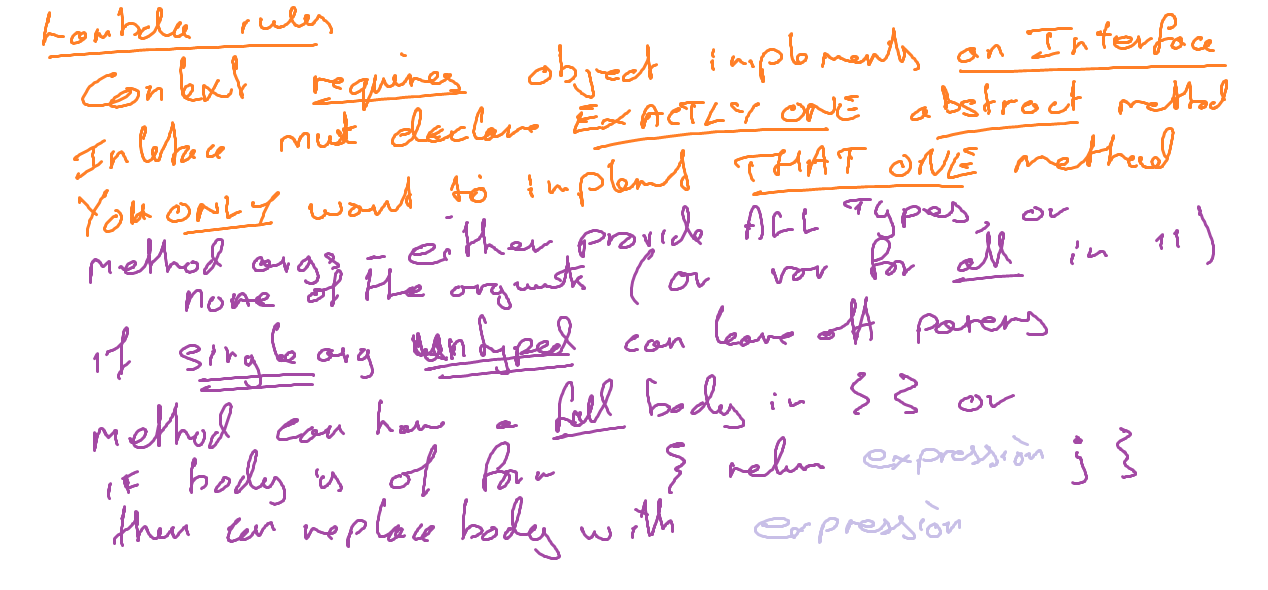 Lambda rules
Context requires object implements an Interface
Interface must declare EXACTLY ONE abstract method
You ONLY want to implement THAT ONE method
method args - either provide ALL Types, or
none of the arguments (or var for all in 11)
if single arg untyped can leave off parens
method can have a full body in { } or
if body is of form { return expression ; }
then can replace body with expression